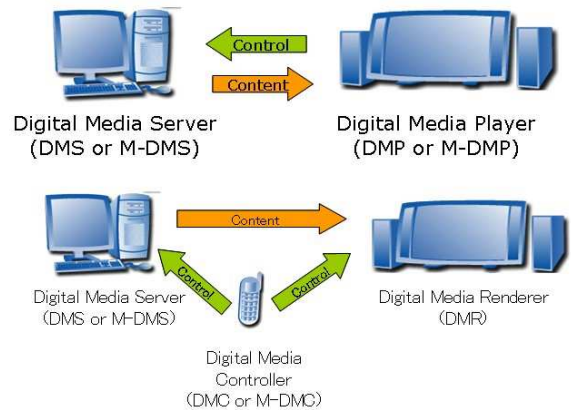 Control
Content
Digital Media Server
(DMS or M-DMS)
Digital Media Player
(DMP or M-DMP)
Content
Control
Control
Digital Media Server
(DMS or M-DMS)
Digital Media Renderer
(DMR)
Digital Media
Controller
(DMC or M-DMC)